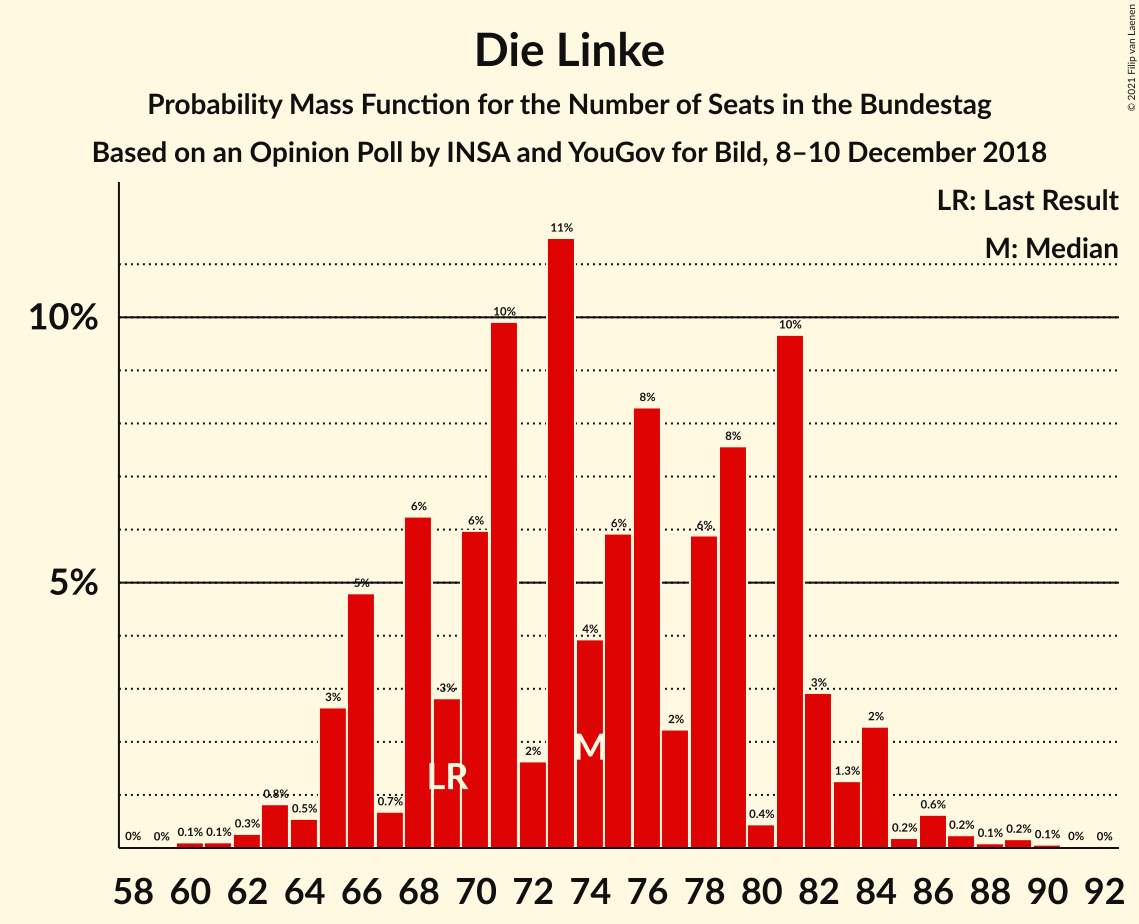 © 2021 Filip van Laenen
Die Linke
Probability Mass Function for the Number of Seats in the Bundestag
Based on an Opinion Poll by INSA and YouGov for Bild, 8–10 December 2018
LR: Last Result
M: Median
10%
5%
0% 0% 0.1% 0.1% 0.3% 0.8% 0.5% 3% 5% 0.7% 6% 3% 6% 10% 2% 11% 4% 6% 8% 2% 6% 8% 0.4% 10% 3% 1.3% 2% 0.2% 0.6% 0.2% 0.1% 0.2% 0.1% 0% 0%
LR
M
58 60 62 64 66 68 70 72 74 76 78 80 82 84 86 88 90 92